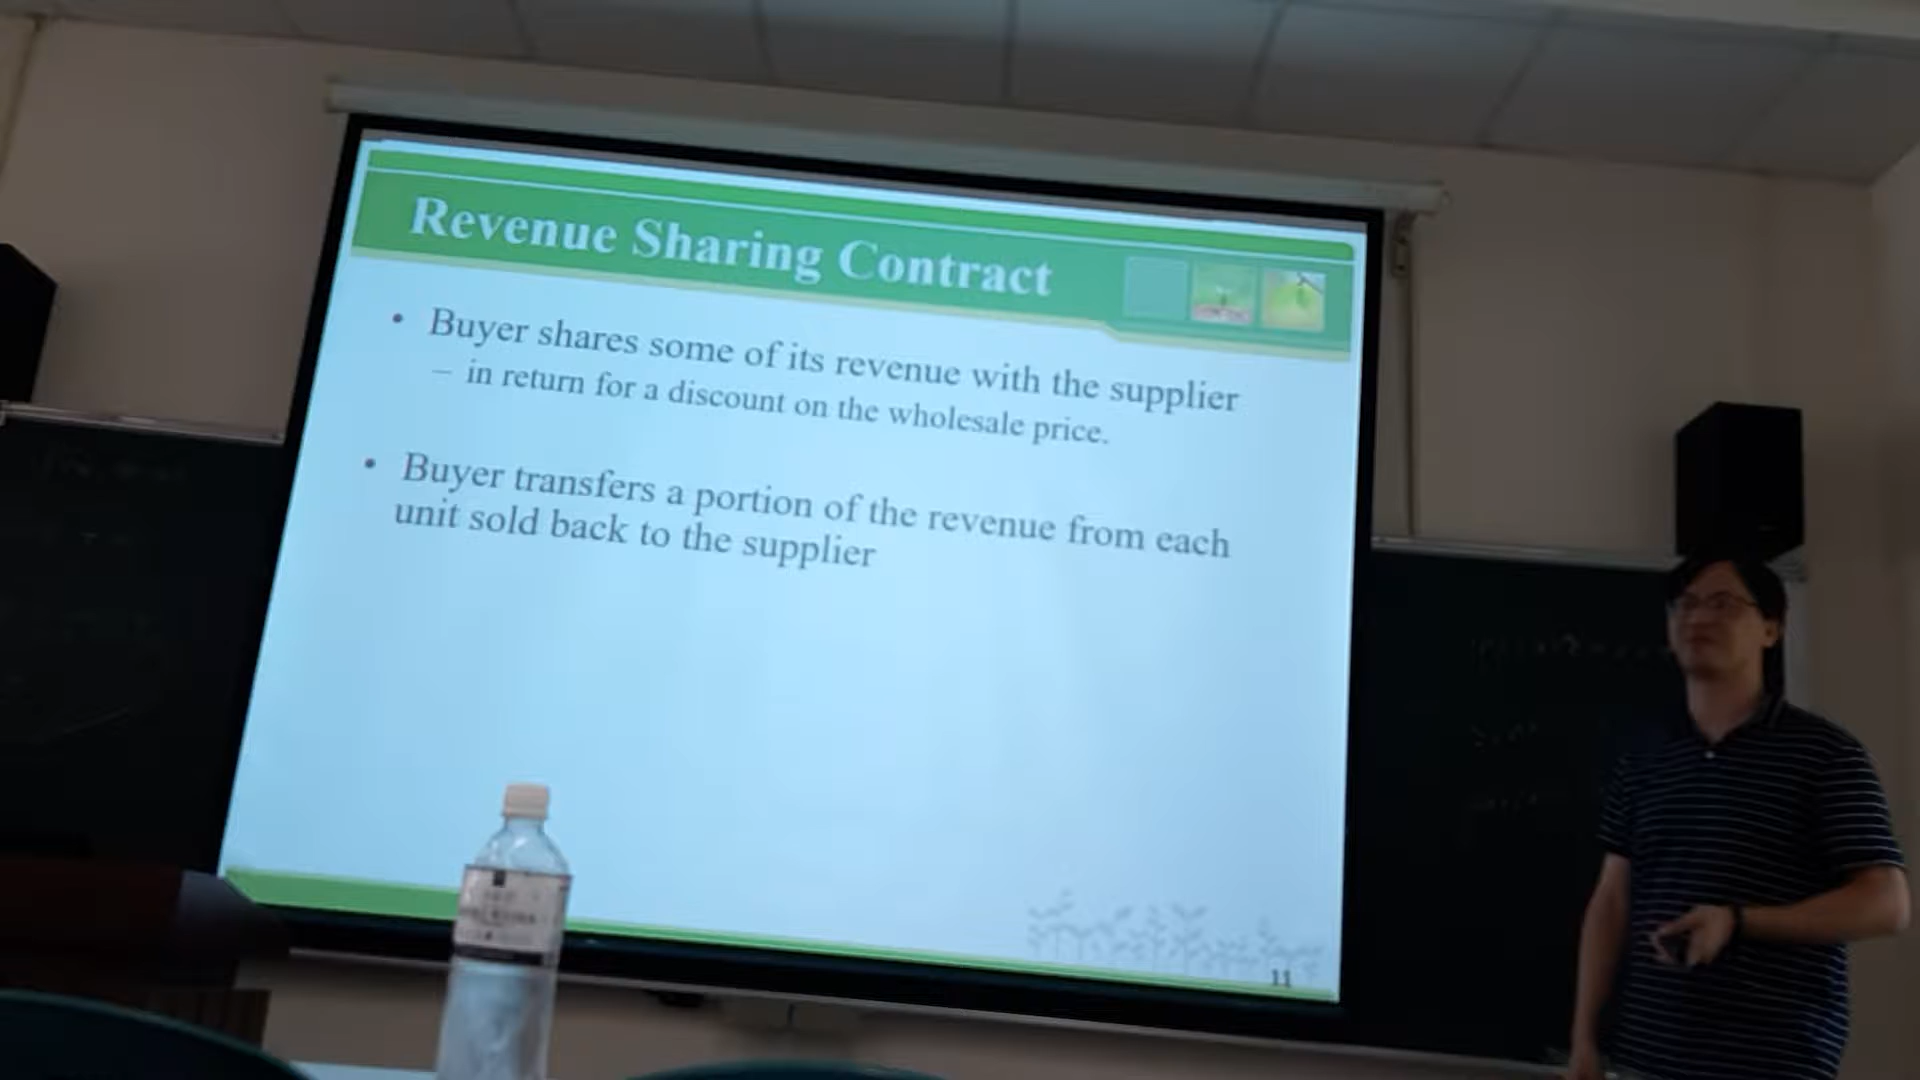 Revenue Sharing Contract
• Buyer shares some of its revenue with the supplier
– in return for a discount on the wholesale price.
• Buyer transfers a portion of the revenue from each
unit sold back to the supplier
11